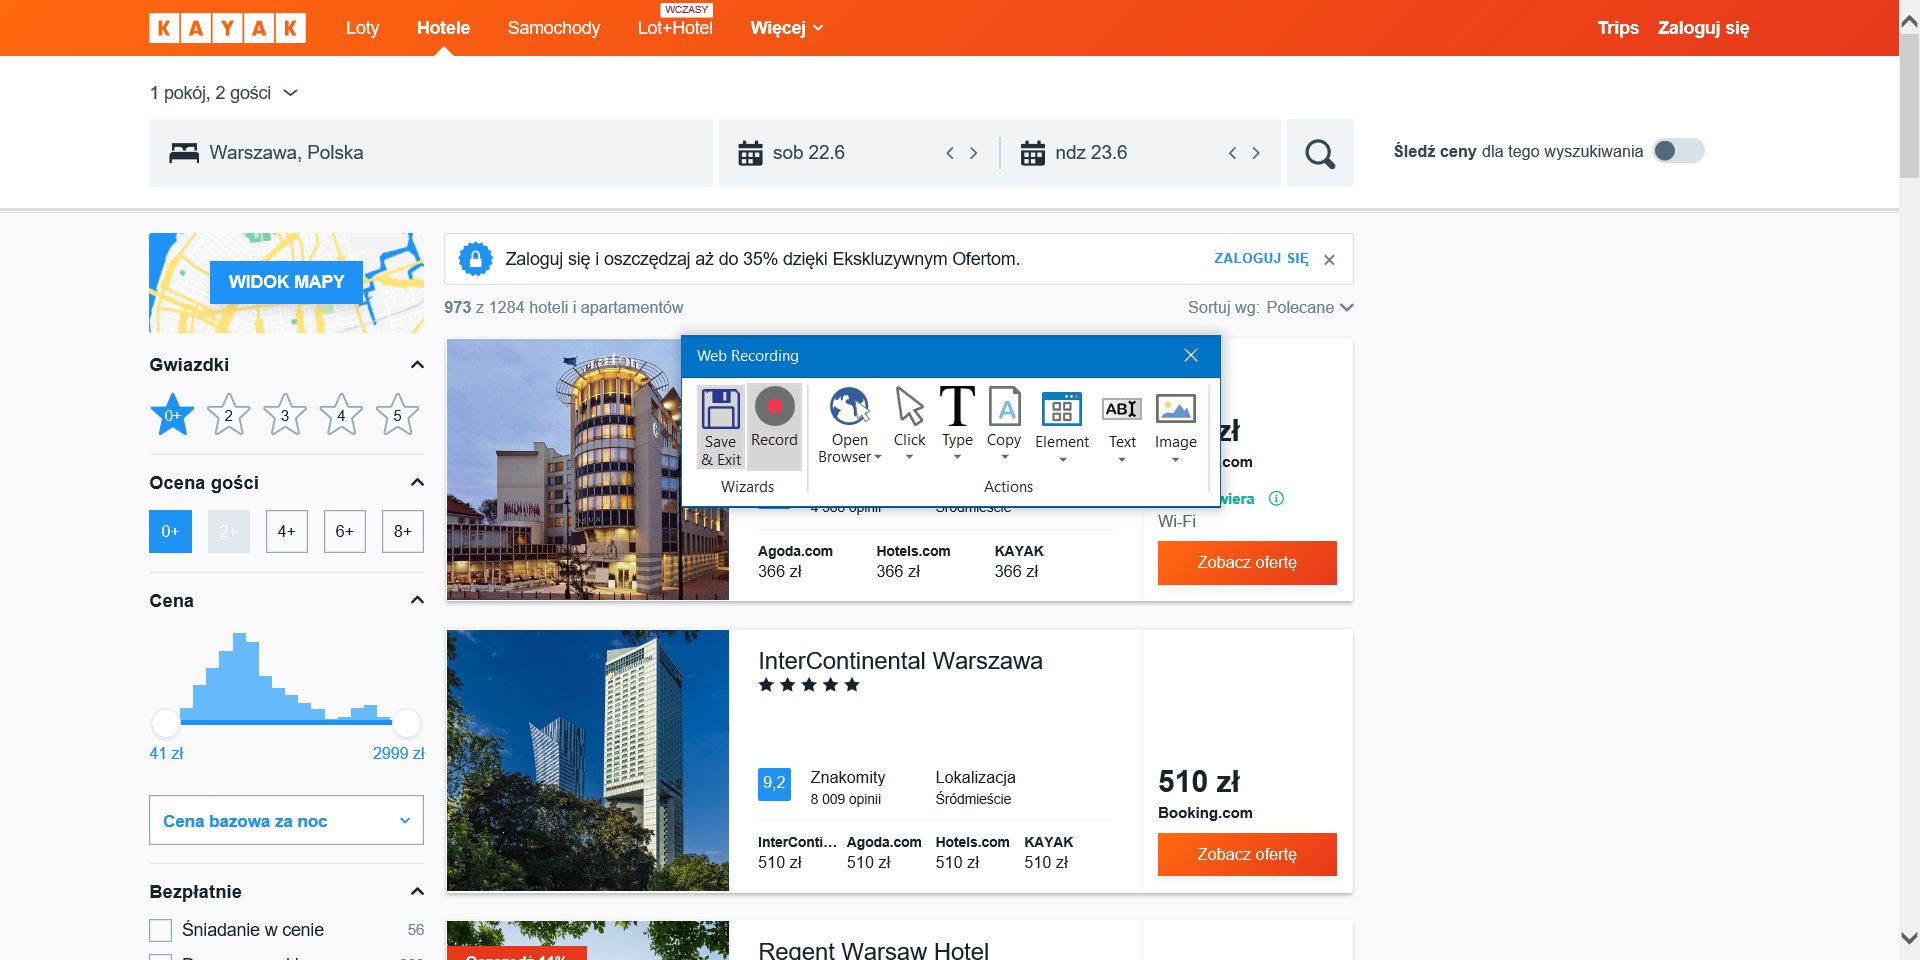 KAYAK
Loty
Hotele
Samochody
WCZASY
Lot+Hotel
Więcej
Trips
Zaloguj się
1 pokój, 2 gości
Warszawa, Polska
sob 22.6
ndz 23.6
Śledź ceny dla tego wyszukiwania
WIDOK MAPY
Zaloguj się i oszczędzaj aż do 35% dzięki Ekskluzywnym Ofertom.
ZALOGUJ SIĘ
973 z 1284 hoteli i apartamentów
Sortuj wg: Polecane
Gwiazdki
0+ 2 3 4 5
Ocena gości
0+ 2+ 4+ 6+ 8+
Cena
41 zł
2999 zł
Cena bazowa za noc
Bezpłatnie
Śniadanie w cenie
56
Web Recording
Save
& Exit
Record
Open
Browser
Click
Type
Copy
Element
Text
Image
Wizards
Actions
zł
.com
wiera
Wi-Fi
Zobacz ofertę
Śródmieście
Agoda.com
366 zł
Hotels.com
366 zł
KAYAK
366 zł
InterContinental Warszawa
9,2
Znakomity
8 009 opinii
Lokalizacja
Śródmieście
InterConti...
510 zł
Agoda.com
510 zł
Hotels.com
510 zł
KAYAK
510 zł
510 zł
Booking.com
Zobacz ofertę
Regent Warsaw Hotel